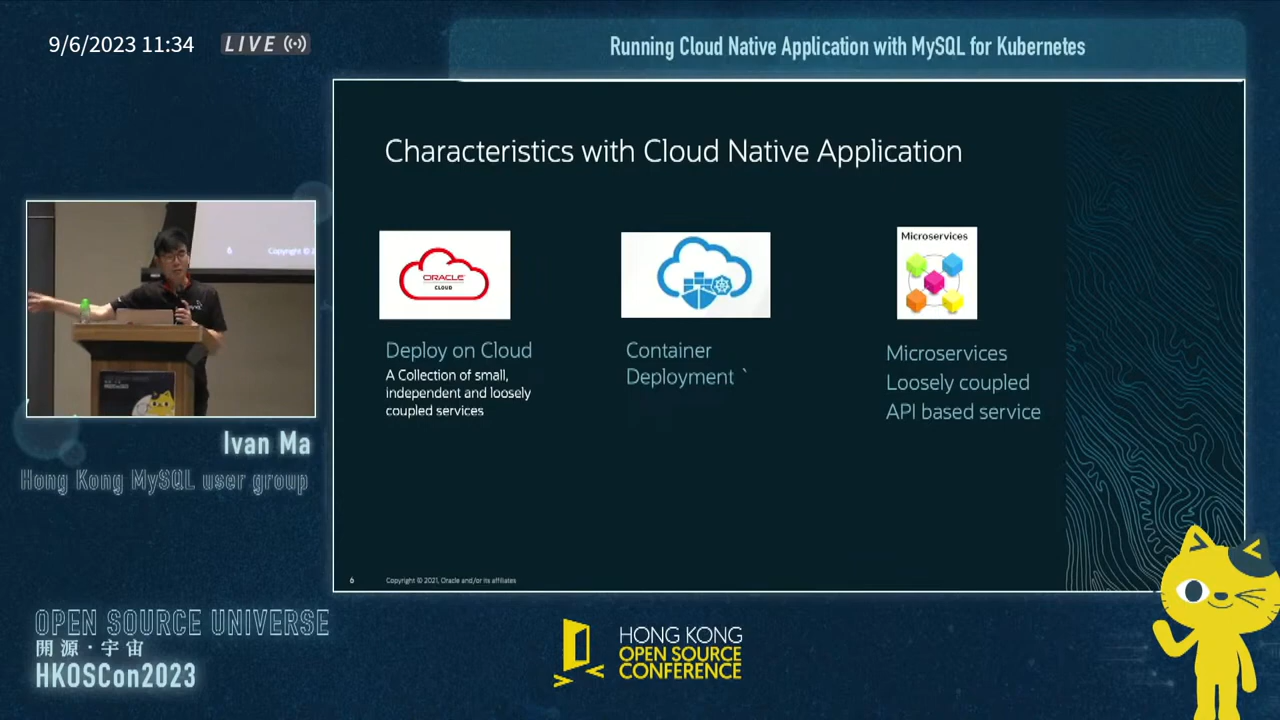 9/6/2023 11:34
LIVE
Running Cloud Native Application with MySQL for Kubernetes
Characteristics with Cloud Native Application
ORACLE
CLOUD
Microservices
Deploy on Cloud
A Collection of small,
independent and loosely
coupled services
Container
Deployment `
Microservices
Loosely coupled
API based service
6
Copyright © 2021, Oracle and/or its affiliates
6
Copyright © 2
Ivan Ma
Hong Kong MySQL user group
OPEN SOURCE UNIVERSE
開源·宇宙
HKOSCon2023
HONG KONG
OPEN SOURCE
CONFERENCE